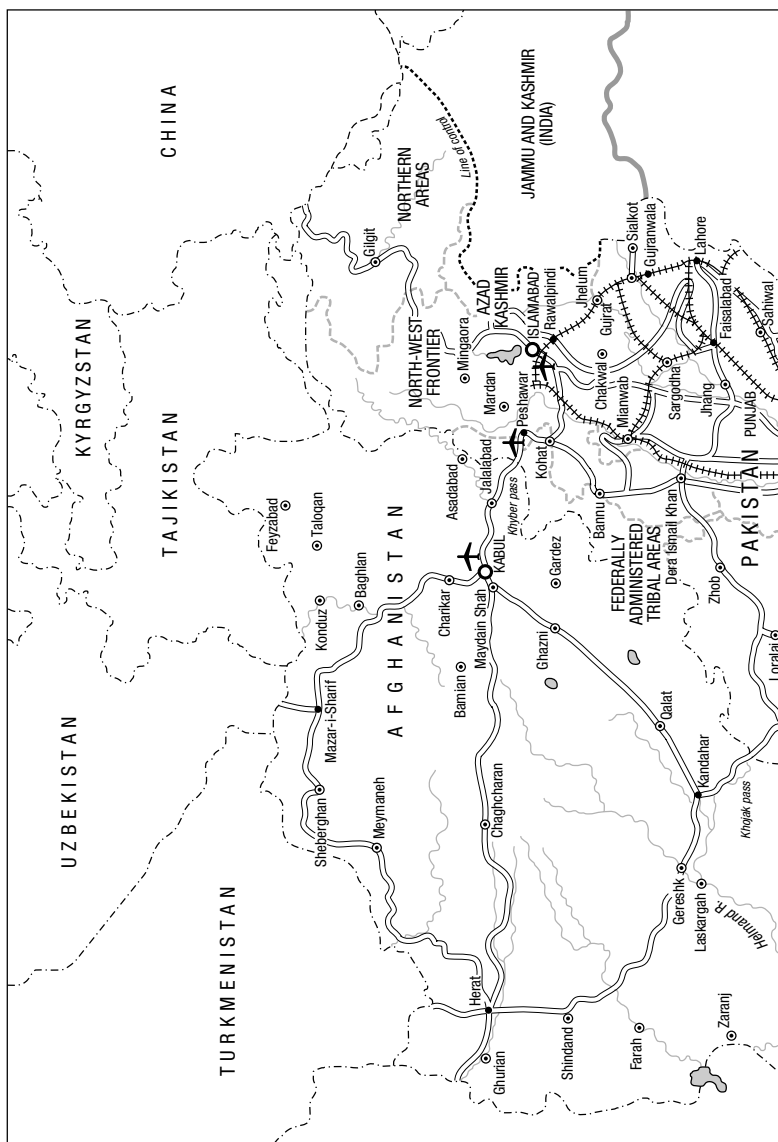 UZBEKISTAN
KYRGYZSTAN
CHINA
TAJIKISTAN
TURKMENISTAN
Feyzabad
Taloqan
Konduz
Baghlan
Mazar-i-Sharif
Sheberghan
Meymaneh
Gilgit
NORTHERN
AREAS
Line of control
JAMMU AND KASHMIR
(INDIA)
NORTH-WEST
FRONTIER
AZAD
KASHMIR
Mingaora
Mardan
ISLAMABAD
Rawalpindi
Peshawar
Asadabad
Jalalabad
Khyber pass
AFGHANISTAN
Charikar
KABUL
Maydain Shah
Bamian
Chaghcharan
Herat
Ghurian
Gardez
Ghazni
Kohat
Bannu
FEDERALLY
ADMINISTERED
TRIBAL AREAS
Jhelum
Gujrat
Sialkot
Gujranwala
Lahore
Chakwal
Mianwab
Sargodha
Faisalabad
Jhang
Sahiwal
PUNJAB
Dera Ismail Khan
PAKISTAN
Zhob
Loralai
Qalat
Kandahar
Khojak pass
Gereshk
Laskargah
Helmand R.
Shindand
Farah
Zaranj